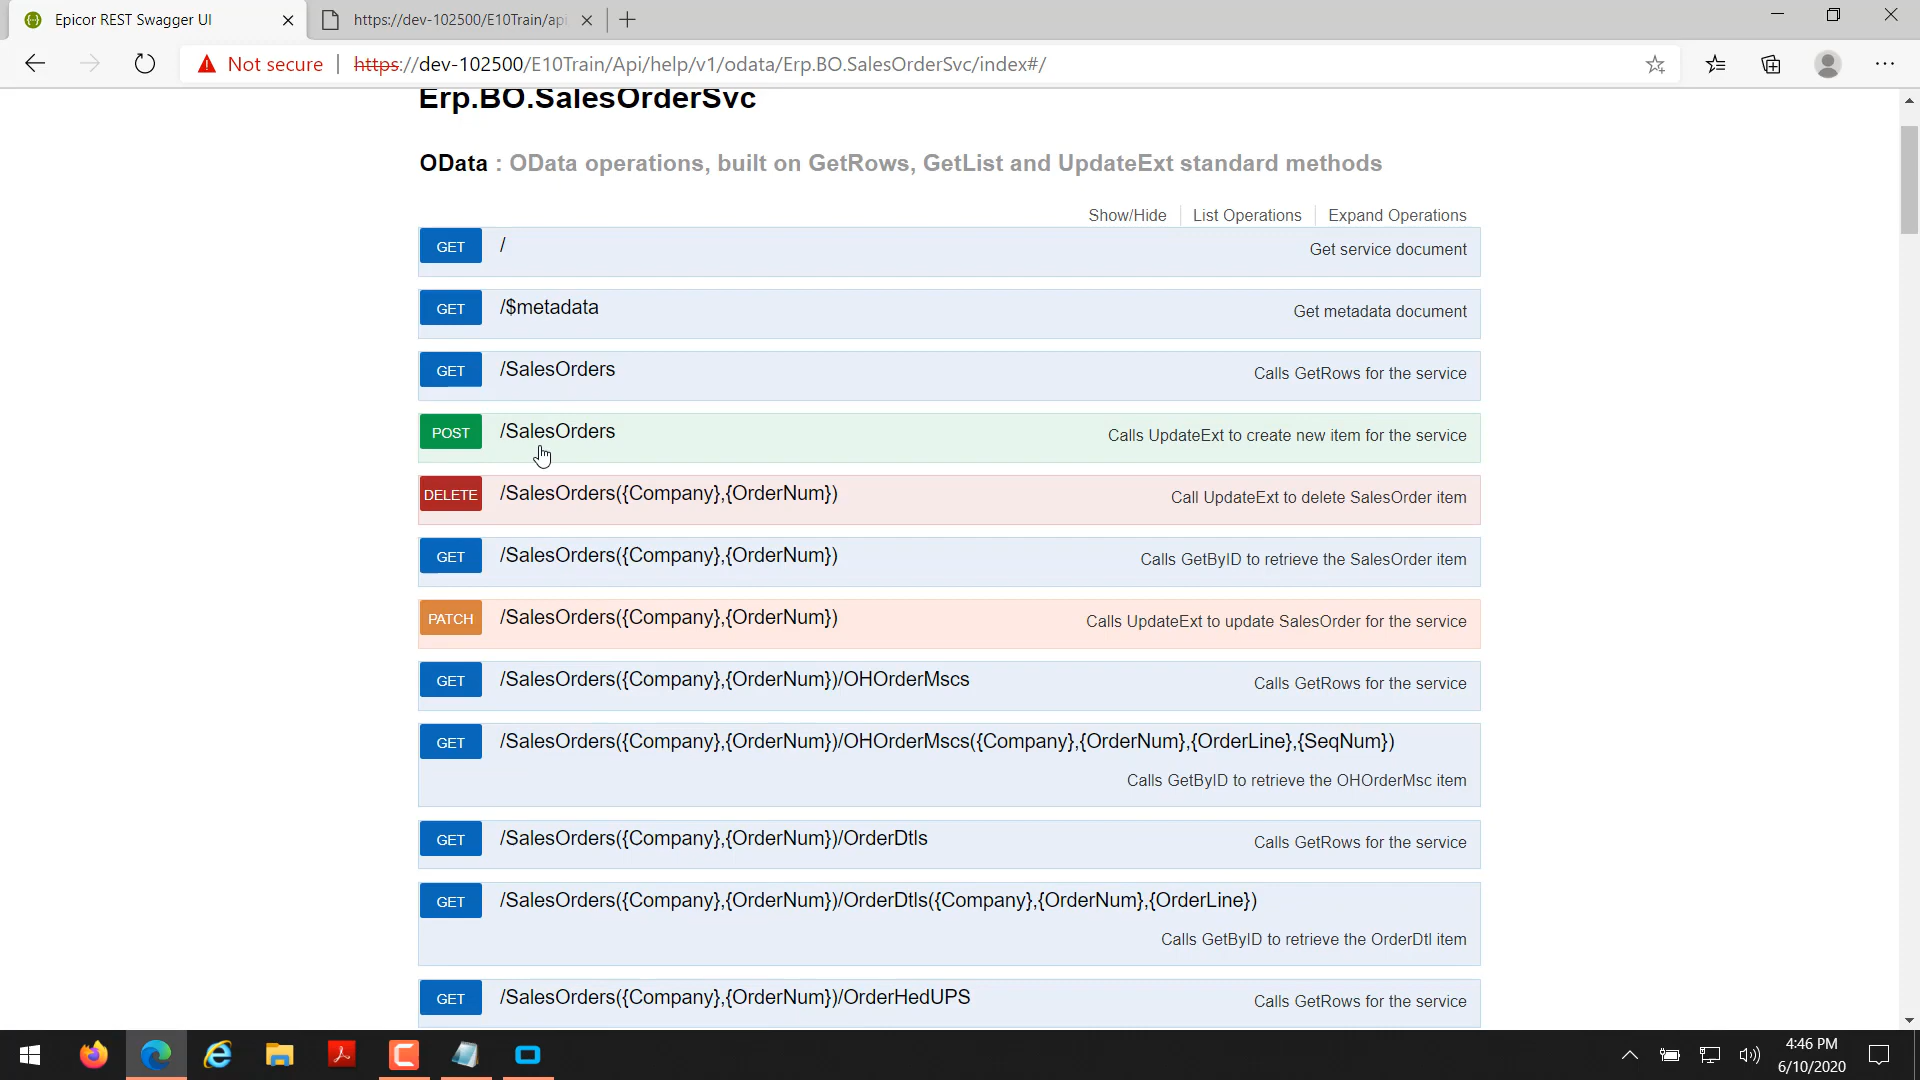 Epicor REST Swagger UI
https://dev-102500/E10Train/api
Not secure | https://dev-102500/E10Train/Api/help/v1/odata/Erp.BO.SalesOrderSvc/index#/
Erp.BO.SalesOrderSvc
OData : OData operations, built on GetRows, GetList and UpdateExt standard methods
Show/Hide List Operations Expand Operations
GET / Get service document
GET /$metadata Get metadata document
GET /SalesOrders Calls GetRows for the service
POST /SalesOrders Calls UpdateExt to create new item for the service
DELETE /SalesOrders({Company},{OrderNum}) Call UpdateExt to delete SalesOrder item
GET /SalesOrders({Company},{OrderNum}) Calls GetByID to retrieve the SalesOrder item
PATCH /SalesOrders({Company},{OrderNum}) Calls UpdateExt to update SalesOrder for the service
GET /SalesOrders({Company},{OrderNum})/OHOrderMscs Calls GetRows for the service
GET /SalesOrders({Company},{OrderNum})/OHOrderMscs({Company},{OrderNum},{OrderLine},{SeqNum})
Calls GetByID to retrieve the OHOrderMsc item
GET /SalesOrders({Company},{OrderNum})/OrderDtls Calls GetRows for the service
GET /SalesOrders({Company},{OrderNum})/OrderDtls({Company},{OrderNum},{OrderLine})
Calls GetByID to retrieve the OrderDtl item
GET /SalesOrders({Company},{OrderNum})/OrderHedUPS Calls GetRows for the service
4:46 PM
6/10/2020